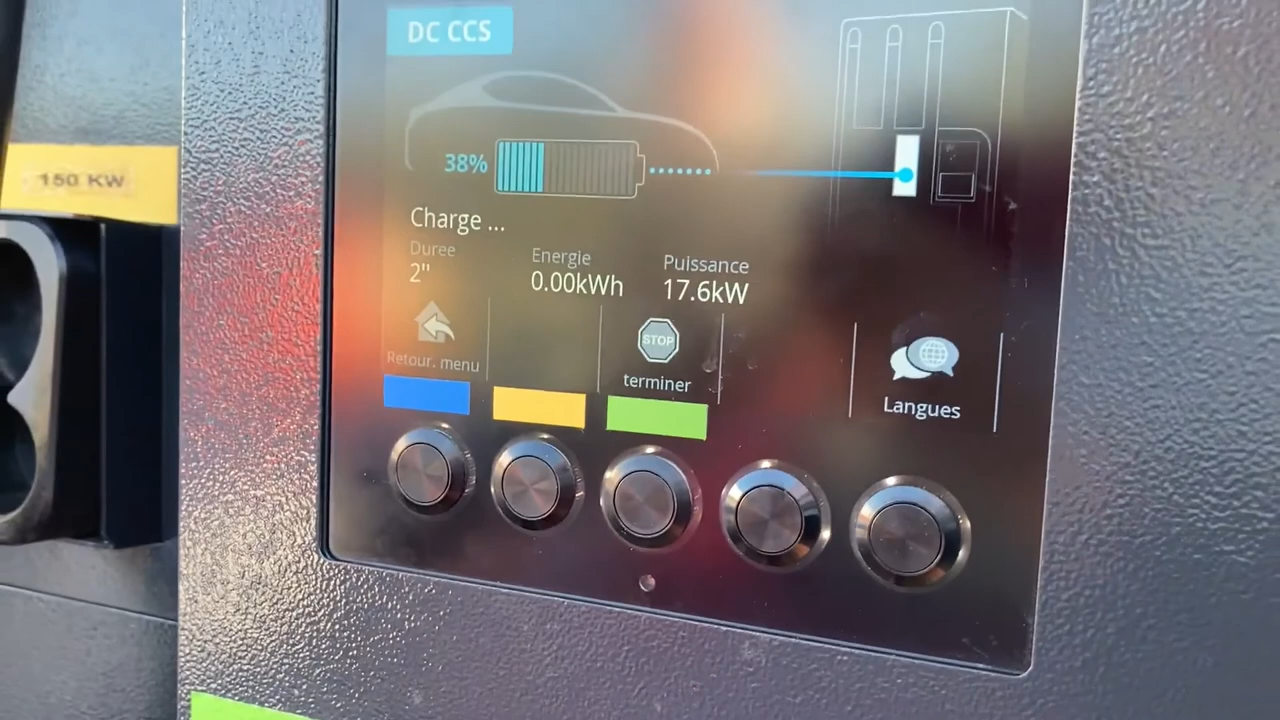 DC CCS
150 KW
38%
Charge ...
Duree
2"
Energie
0.00kWh
Puissance
17.6kW
Retour. menu
STOP
terminer
Langues